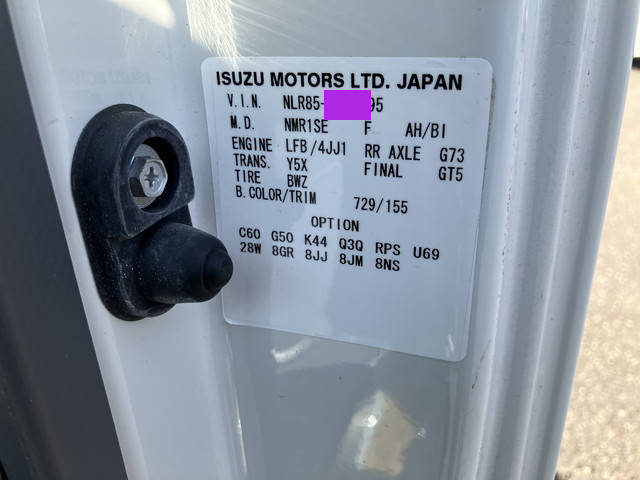 ISUZU MOTORS LTD. JAPAN
V.I.N. NLR85- 95
M.D. NMR1SE F AH/BI
ENGINE LFB/4JJ1 RR AXLE G73
TRANS. Y5X FINAL GT5
TIRE BWZ
B.COLOR/TRIM 729/155
OPTION
C60 G50 K44 Q3Q RPS U69
28W 8GR 8JJ 8JM 8NS